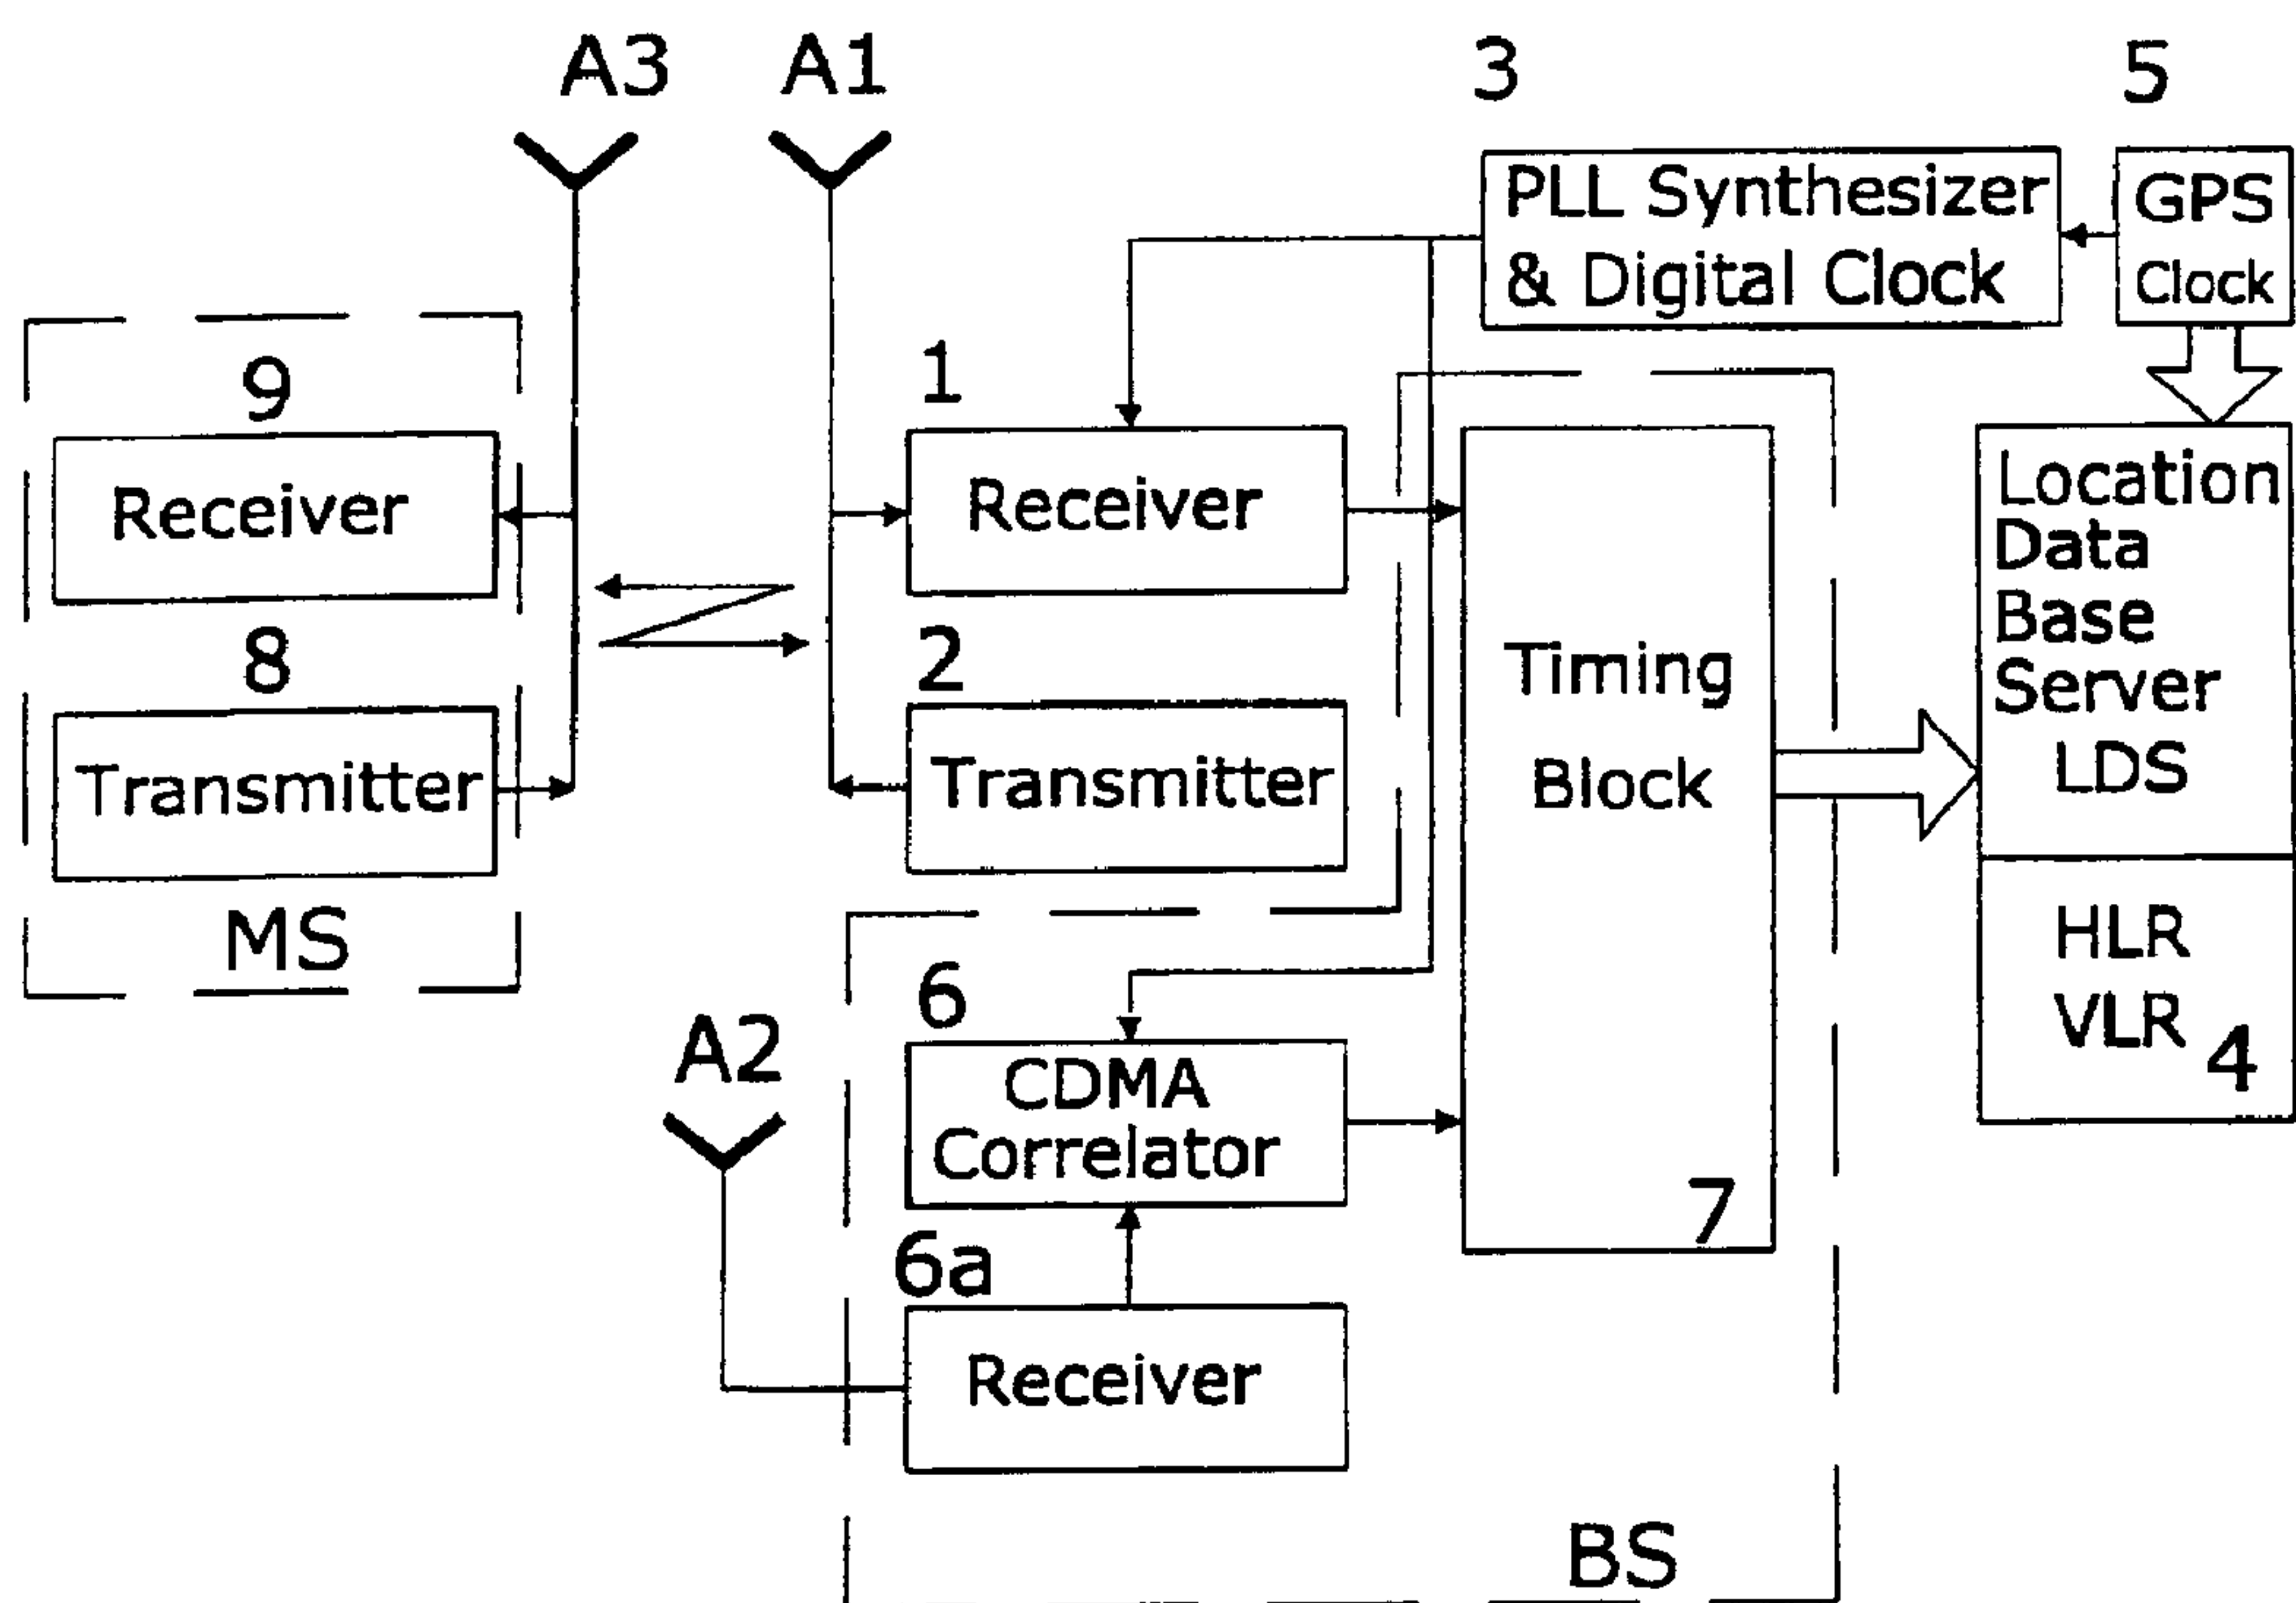 A3
A1
3
5
PLL Synthesizer
& Digital Clock
GPS
Clock
9
Receiver
8
Transmitter
MS
1
Receiver
2
Transmitter
Timing
Block
7
Location
Data
Base
Server
LDS
HLR
VLR
4
A2
6
CDMA
Correlator
6a
Receiver
BS